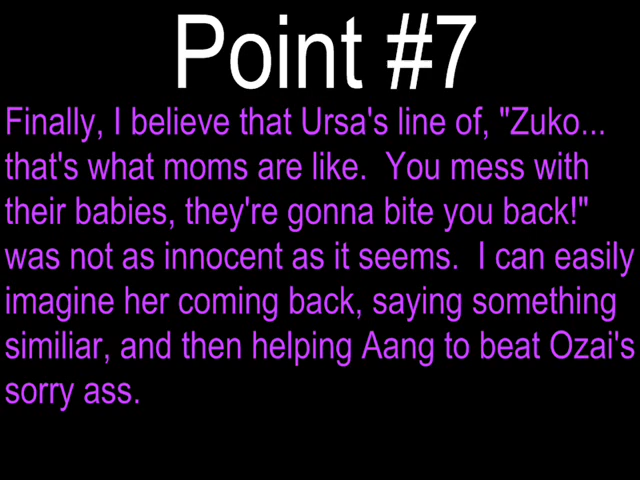 Point #7
Finally, I believe that Ursa's line of, "Zuko...
that's what moms are like.  You mess with
their babies, they're gonna bite you back!"
was not as innocent as it seems.  I can easily
imagine her coming back, saying something
similiar, and then helping Aang to beat Ozai's
sorry ass.